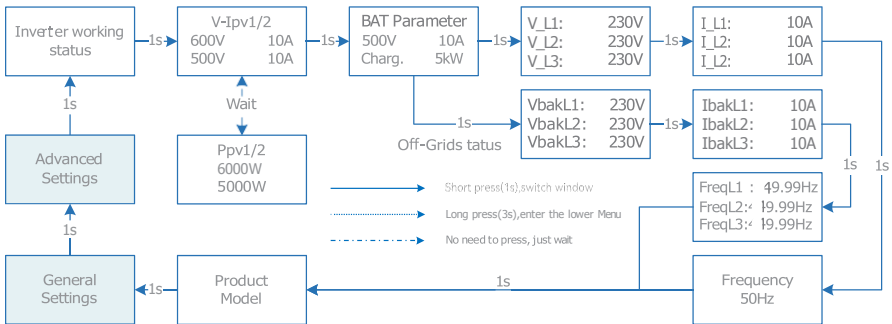 Inverter working
status
1s
V-Ipv1/2
600V 10A
500V 10A
1s
BAT Parameter
500V 10A
Charg. 5kW
1s
V_L1: 230V
V_L2: 230V
V_L3: 230V
1s
I_L1: 10A
I_L2: 10A
I_L2: 10A
1s
Wait
1s
Off-Grids tatus
VbakL1: 230V
VbakL2: 230V
VbakL3: 230V
1s
IbakL1: 10A
IbakL2: 10A
IbakL3: 10A
1s
1s
Advanced
Settings
Ppv1/2
6000W
5000W
Short press(1s),switch window
Long press(3s),enter the lower Menu
No need to press, just wait
FreqL1 : 49.99Hz
FreqL2: 49.99Hz
FreqL3: 49.99Hz
1s
General
Settings
1s
Product
Model
1s
Frequency
50Hz